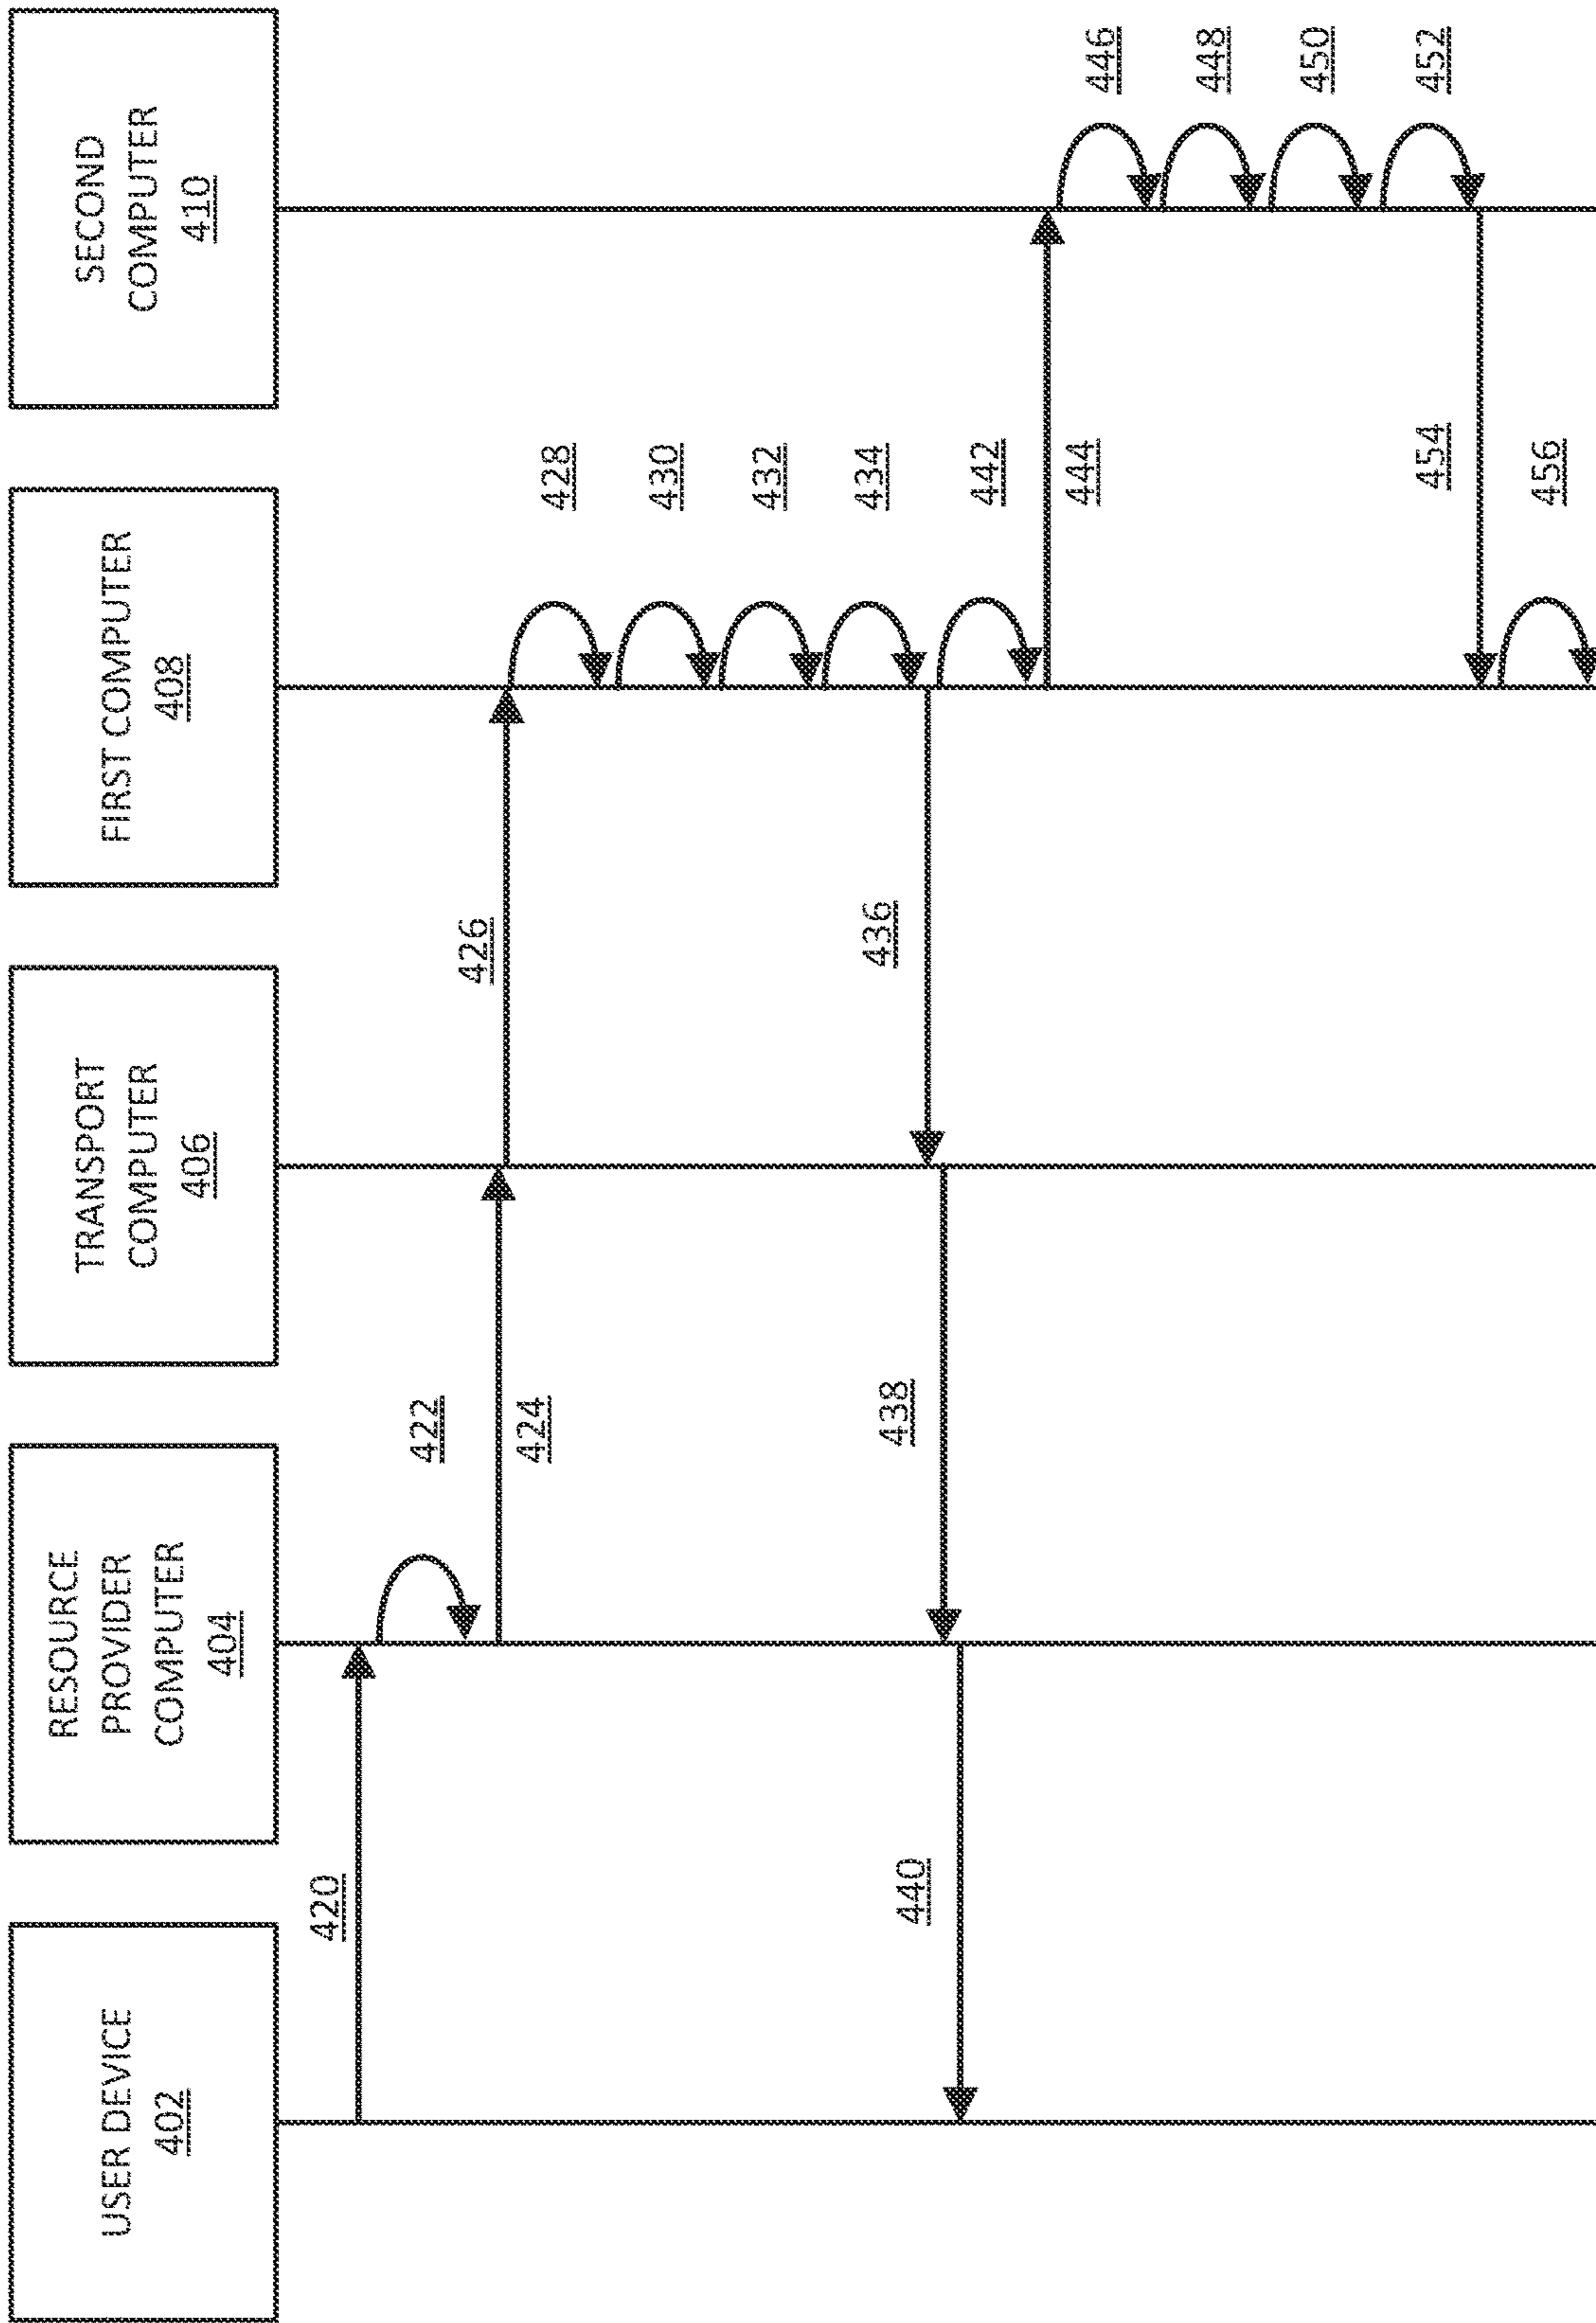 USER DEVICE
402
RESOURCE
PROVIDER
COMPUTER
404
TRANSPORT
COMPUTER
406
FIRST COMPUTER
408
SECOND
COMPUTER
410
420
422
424
426
428
430
432
434
436
438
440
442
444
446
448
450
452
454
456